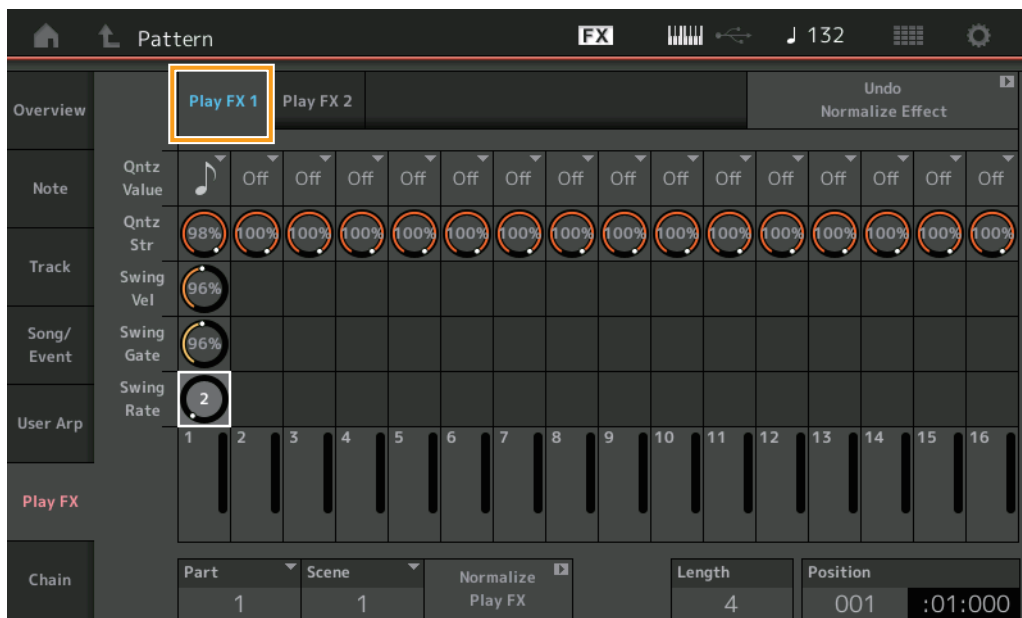 Pattern FX 132
Play FX 1 Play FX 2 Undo
Normalize Effect
Overview
Note
Track
Song/
Event
User Arp
Play FX
Chain
Qntz
Value Off Off Off Off Off Off Off Off Off Off Off Off Off Off Off
Qntz
Str 98% 100% 100% 100% 100% 100% 100% 100% 100% 100% 100% 100% 100% 100% 100% 100%
Swing
Vel 96%
Swing
Gate 96%
Swing
Rate 2
1 2 3 4 5 6 7 8 9 10 11 12 13 14 15 16
Part Scene Normalize Length Position
1 1 Play FX 4 001 :01:000